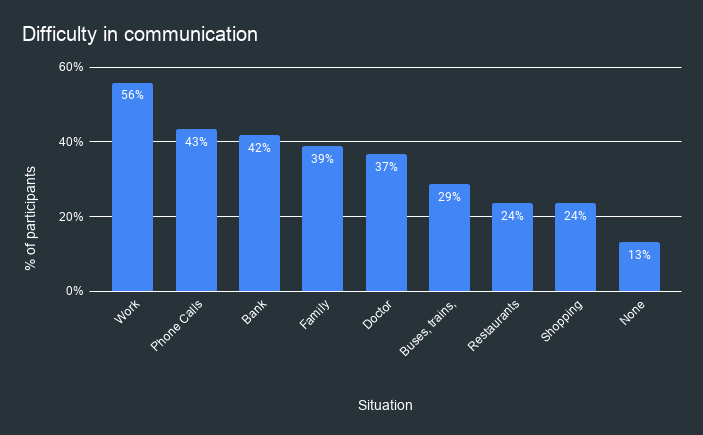 Difficulty in communication
60%
40%
20%
0%
% of participants
56%
43%
42%
39%
37%
29%
24%
24%
13%
Work
Phone Calls
Bank
Family
Doctor
Buses, trains,
Restaurants
Shopping
None
Situation